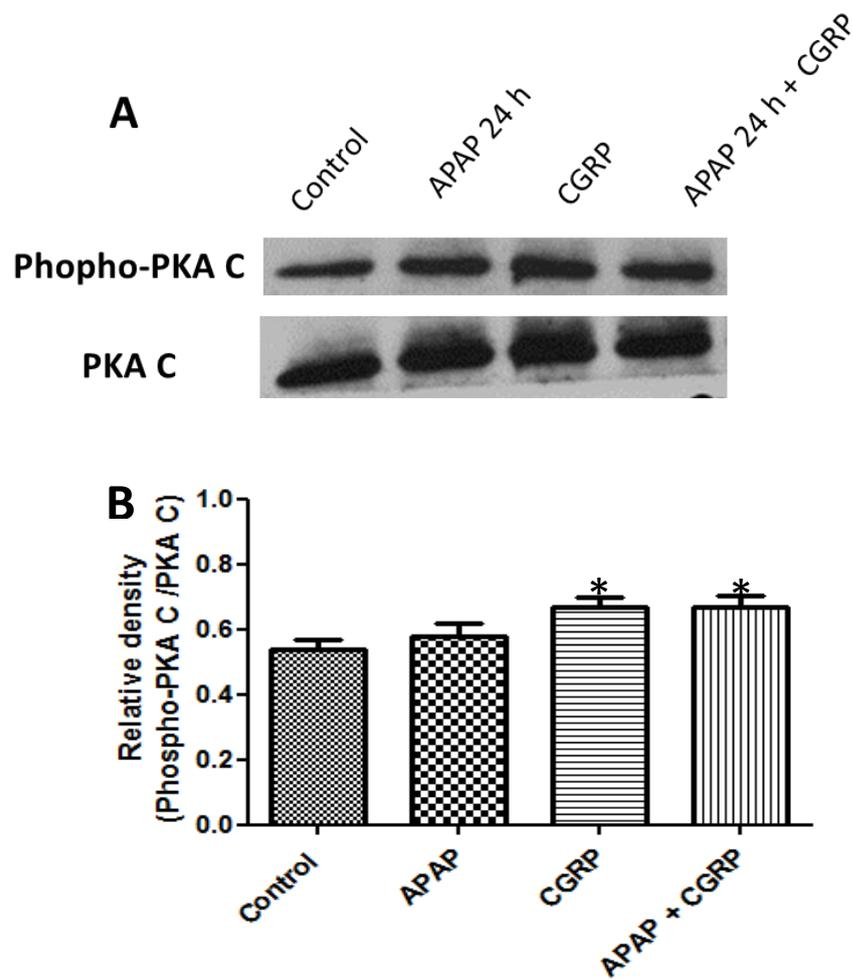 A
Control
APAP 24 h
CGRP
APAP 24 h + CGRP
Phopho-PKA C
PKA C
B
Relative density
(Phospho-PKA C /PKA C)
1.0
0.8
0.6
0.4
0.2
0.0
*
*
Control
APAP
CGRP
APAP + CGRP